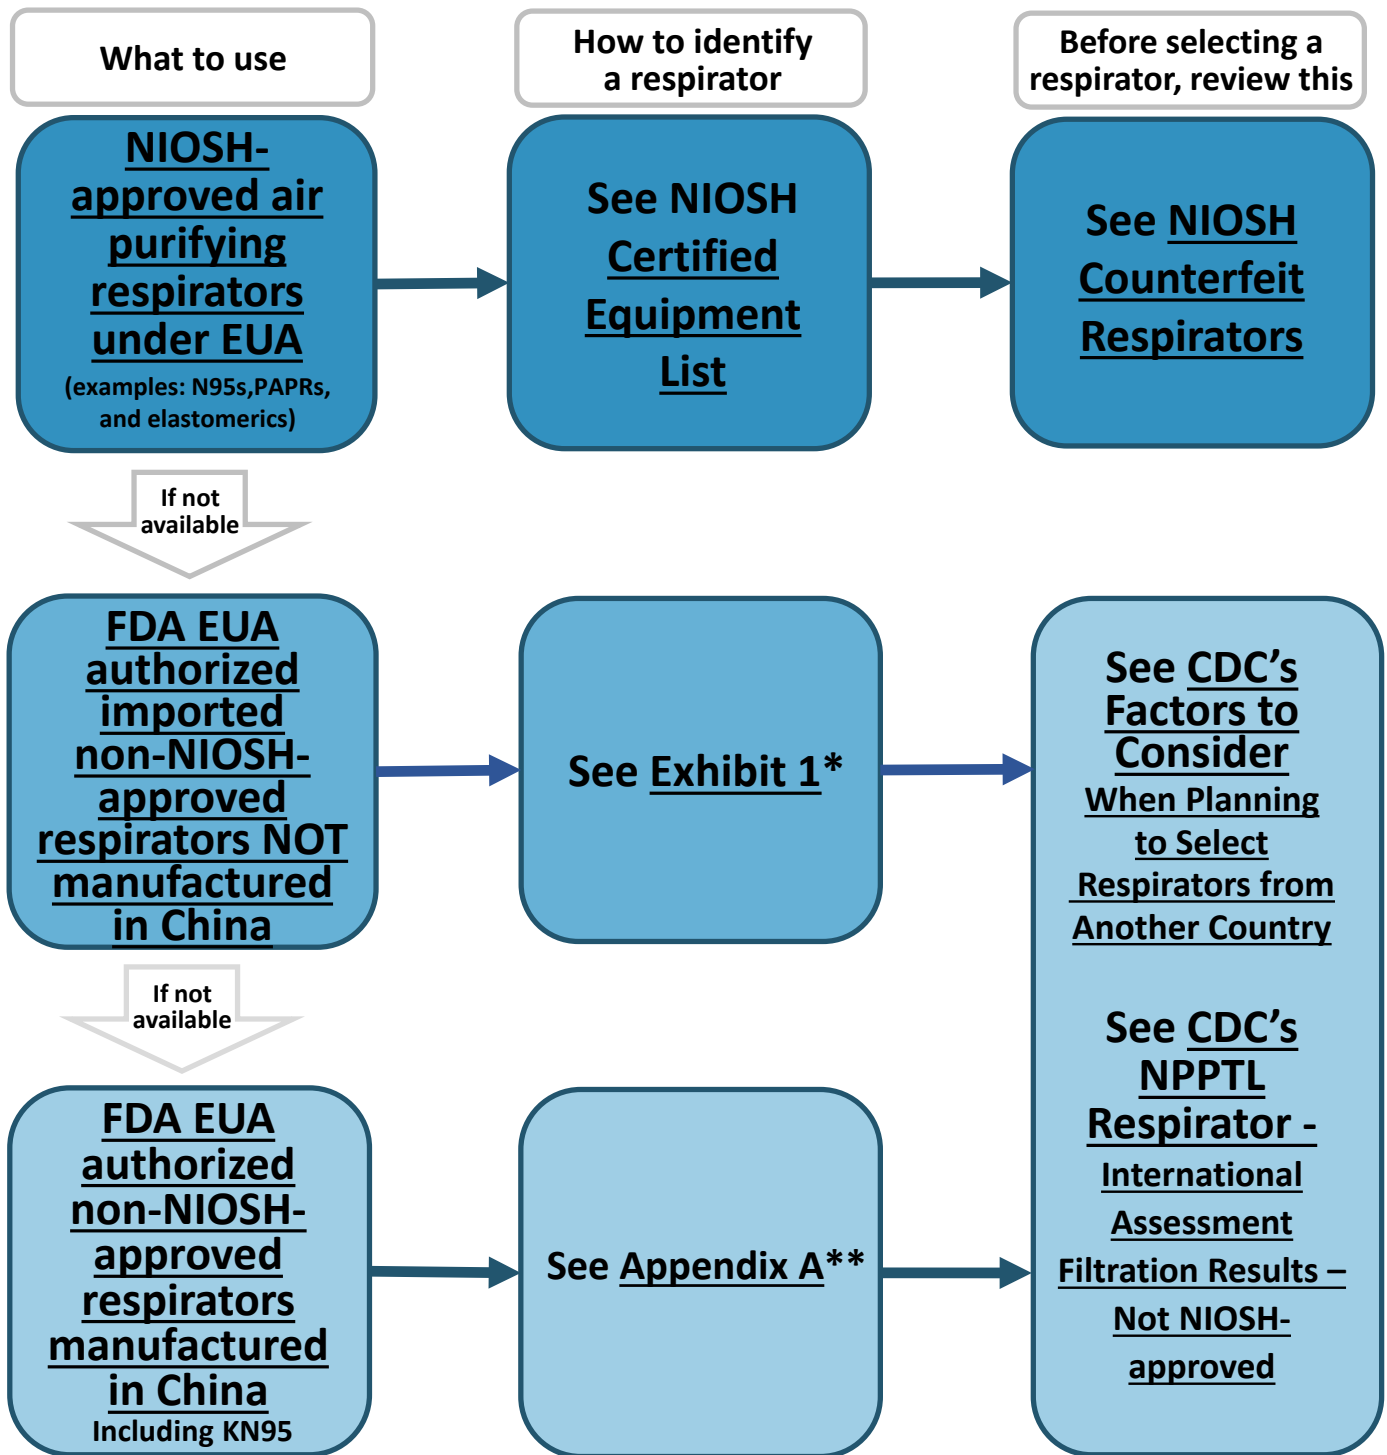 What to use
How to identify
a respirator
Before selecting a
respirator, review this
NIOSH-
approved air
purifying
respirators
under EUA
(examples: N95s,PAPRs,
and elastomerics)
See NIOSH
Certified
Equipment
List
See NIOSH
Counterfeit
Respirators
If not
available
FDA EUA
authorized
imported
non-NIOSH-
approved
respirators NOT
manufactured
in China
See Exhibit 1*
See CDC’s
Factors to
Consider
When Planning
to Select
Respirators from
Another Country
If not
available
FDA EUA
authorized
non-NIOSH-
approved
respirators
manufactured
in China
Including KN95
See Appendix A**
See CDC’s
NPPTL
Respirator -
International
Assessment
Filtration Results –
Not NIOSH-
approved